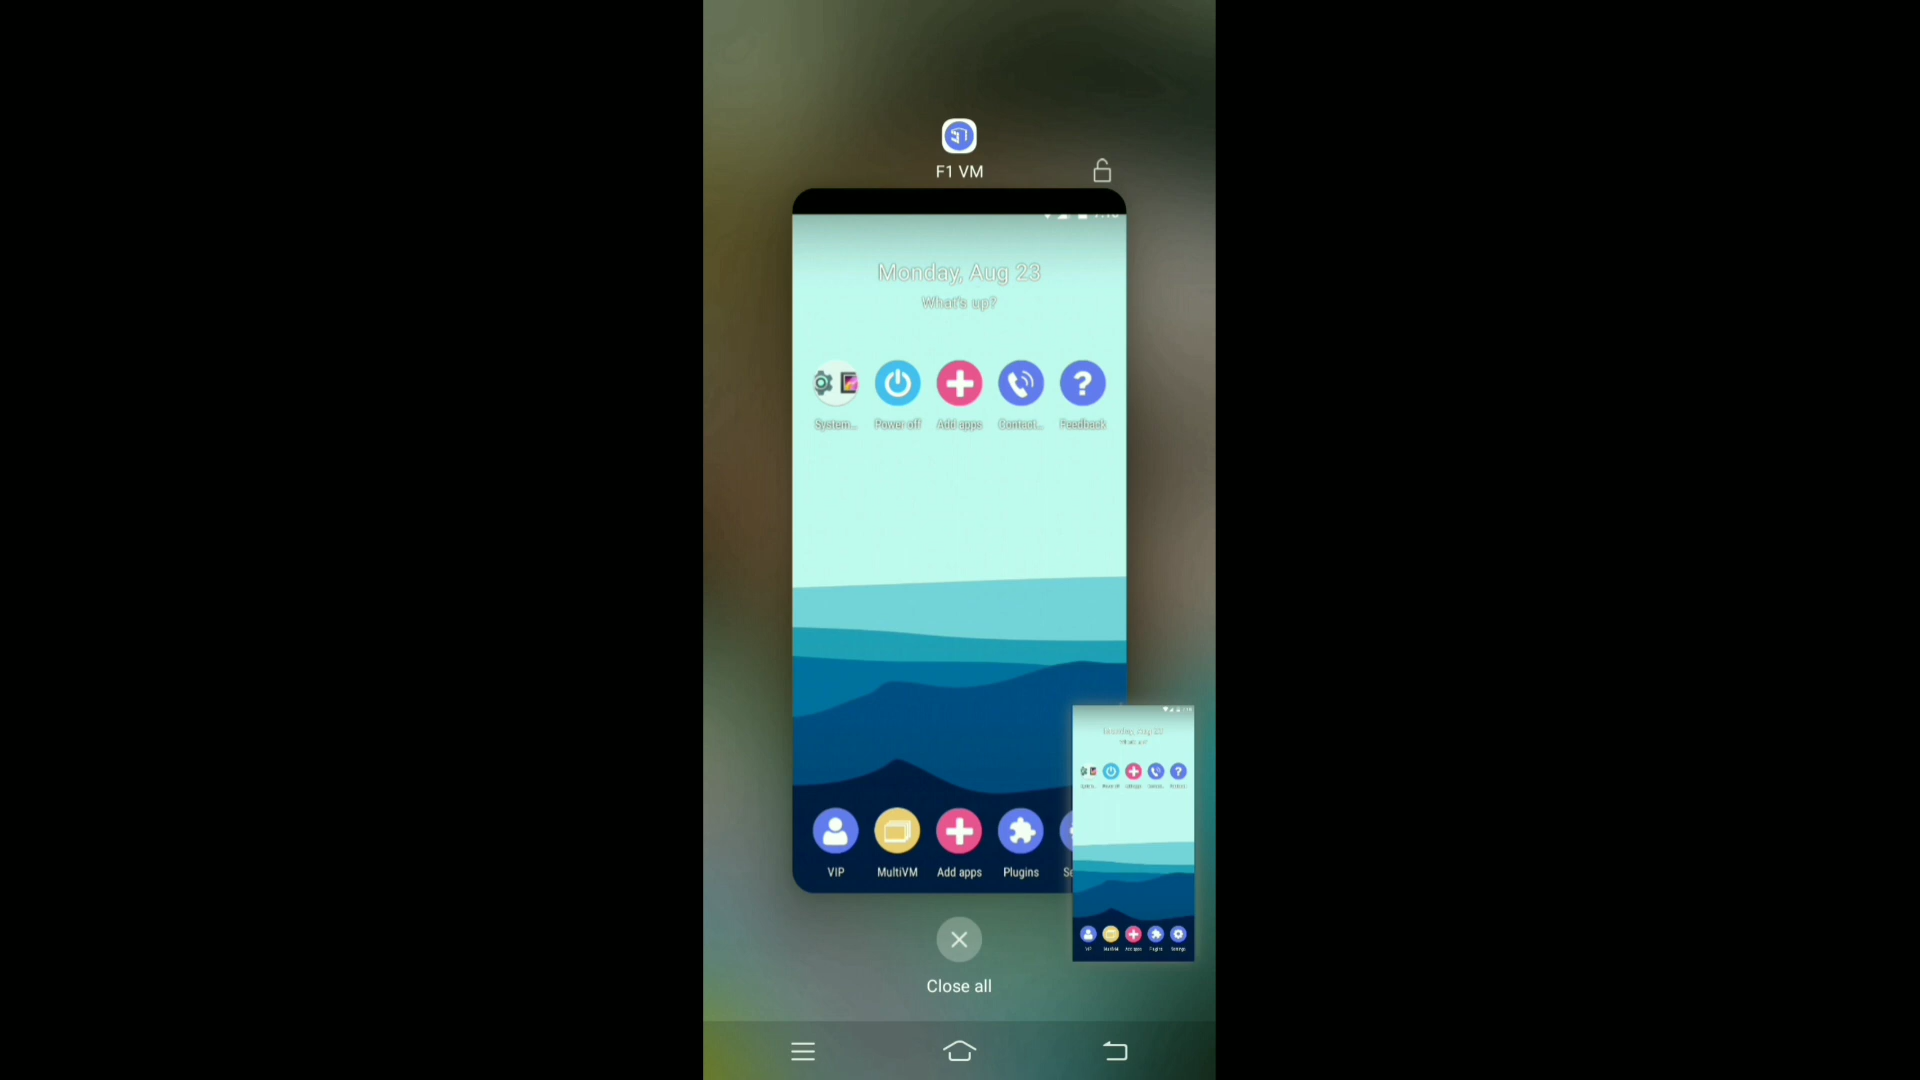 F1 VM
Monday, Aug 23
What's up?
System... Power off Add apps Contact... Feedback
VIP MultiVM Add apps Plugins
Close all